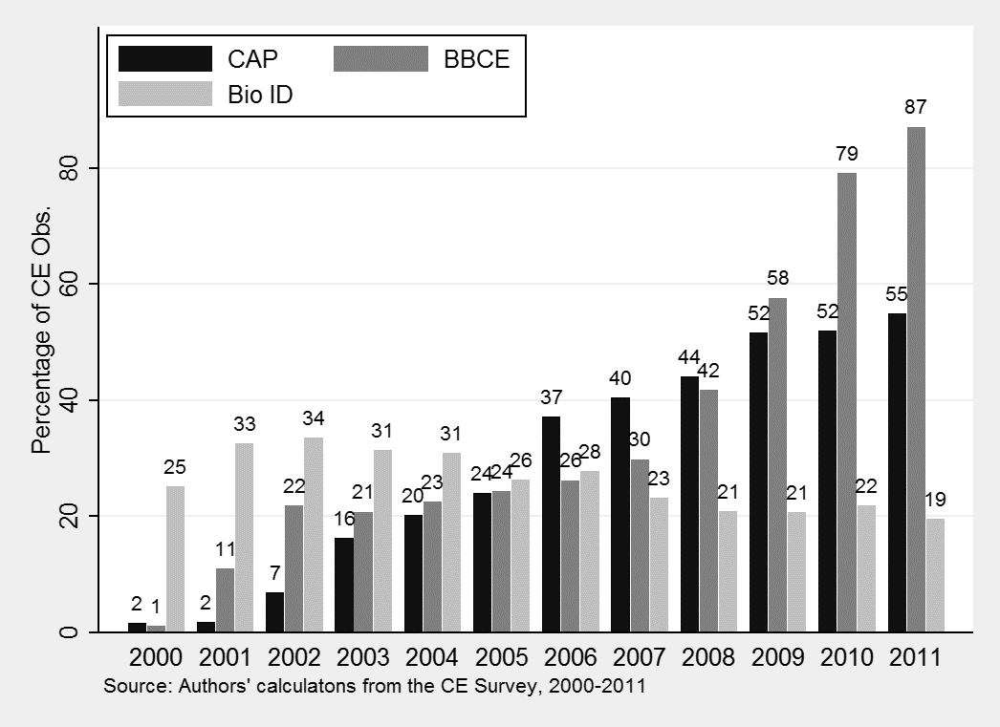 CAP BBCE
Bio ID
Percentage of CE Obs.
80
60
40
20
0
2 1 25
2 11 33
7 22 34
16 21 31
20 23 31
24 24 26
37 26 28
40 30 23
44 42 21
52 58 21
52 79 22
55 87 19
2000 2001 2002 2003 2004 2005 2006 2007 2008 2009 2010 2011
Source: Authors' calculatons from the CE Survey, 2000-2011